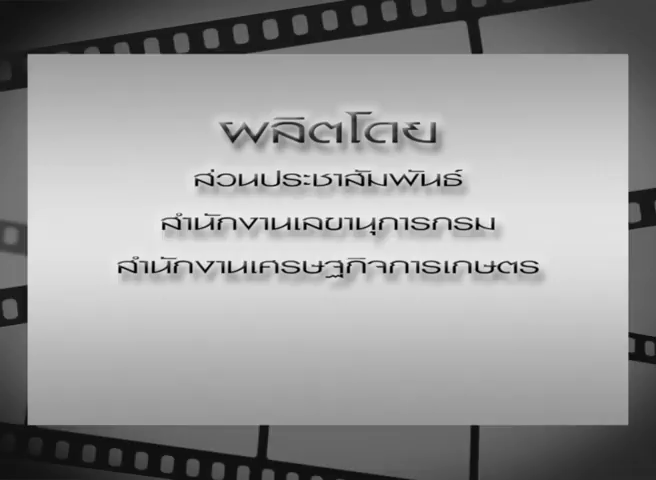 ผลิตโดย
ส่วนประชาสัมพันธ์
สำนักงานเลขานุการกรม
สำนักงานเศรษฐกิจการเกษตร